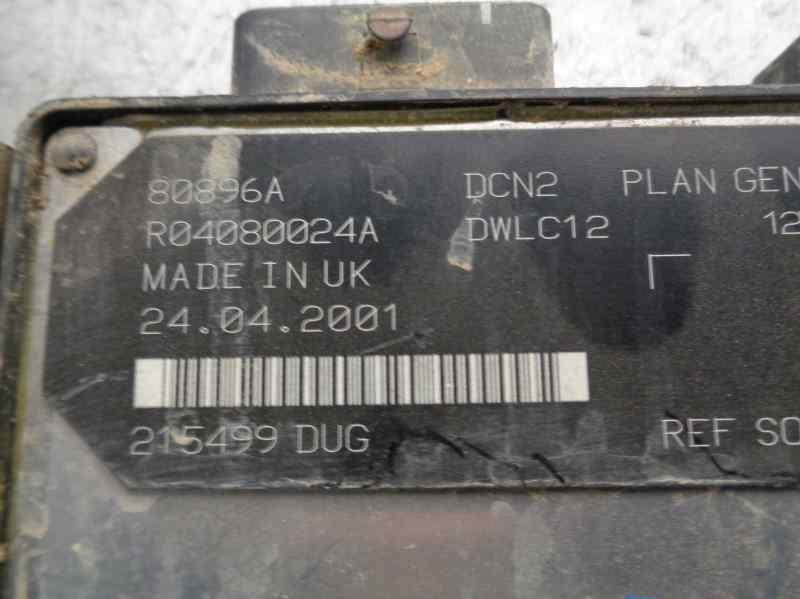 80896A DCN2 PLAN GEN
R04080024A DWLC12 12
MADE IN UK
24.04.2001
215499 DUG REF SO